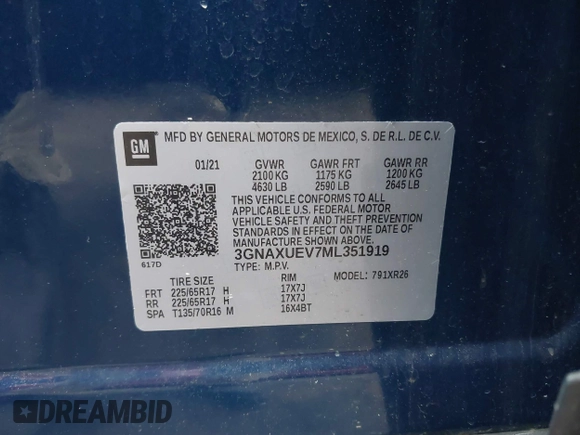 GM
MFD BY GENERAL MOTORS DE MEXICO, S. DE R.L. DE C.V.
01/21 GVWR GAWR FRT GAWR RR
2100 KG 1175 KG 1200 KG
4630 LB 2590 LB 2645 LB
THIS VEHICLE CONFORMS TO ALL
APPLICABLE U.S. FEDERAL MOTOR
VEHICLE SAFETY AND THEFT PREVENTION
STANDARDS IN EFFECT ON THE DATE OF
MANUFACTURE SHOWN ABOVE.
3GNAXUEV7ML351919
617D TYPE: M.P.V. MODEL: 791XR26
TIRE SIZE RIM
FRT 225/65R17 H 17X7J
RR 225/65R17 H 17X7J
SPA T135/70R16 M 16X4BT
DREAMBID